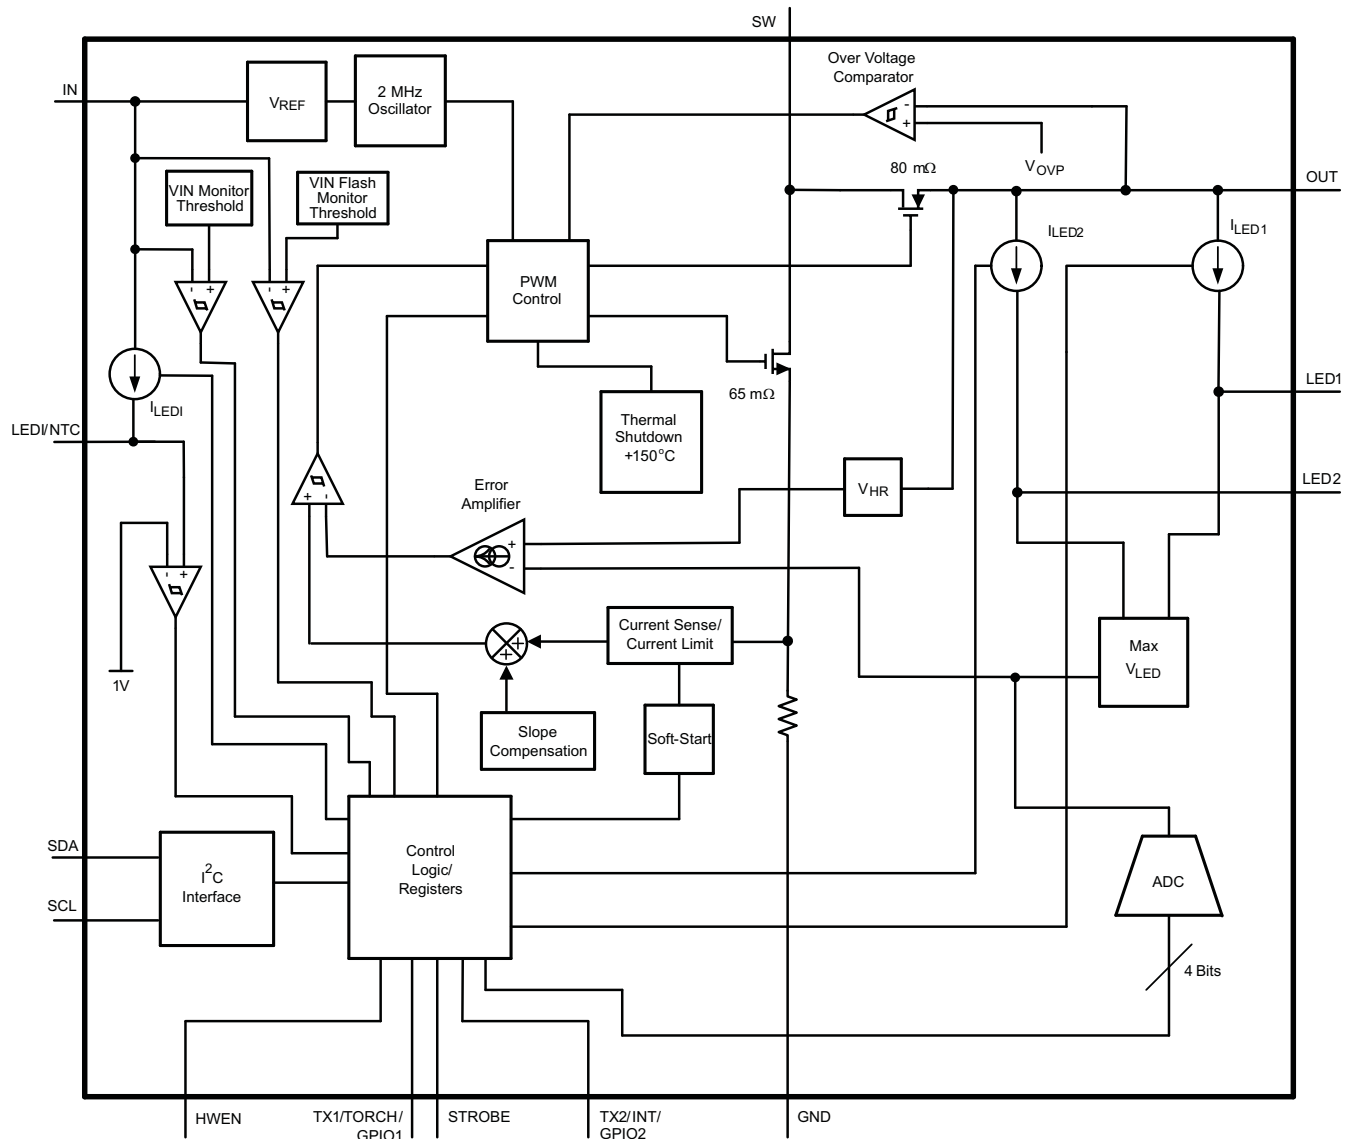 SW
Over Voltage
Comparator
IN
VREF
2 MHz
Oscillator
-
+
VOVP
80 mΩ
OUT
VIN Monitor
Threshold
VIN Flash
Monitor
Threshold
ILED2
ILED1
- +
- +
PWM
Control
ILEDI
65 mΩ
LED1
LEDI/NTC
Thermal
Shutdown
+150°C
+ -
Error
Amplifier
VHR
LED2
+
-
- +
1V
+
+
Current Sense/
Current Limit
Max
VLED
Slope
Compensation
Soft-Start
SDA
SCL
I2C
Interface
Control
Logic/
Registers
ADC
4 Bits
HWEN
TX1/TORCH/
GPIO1
STROBE
TX2/INT/
GPIO2
GND